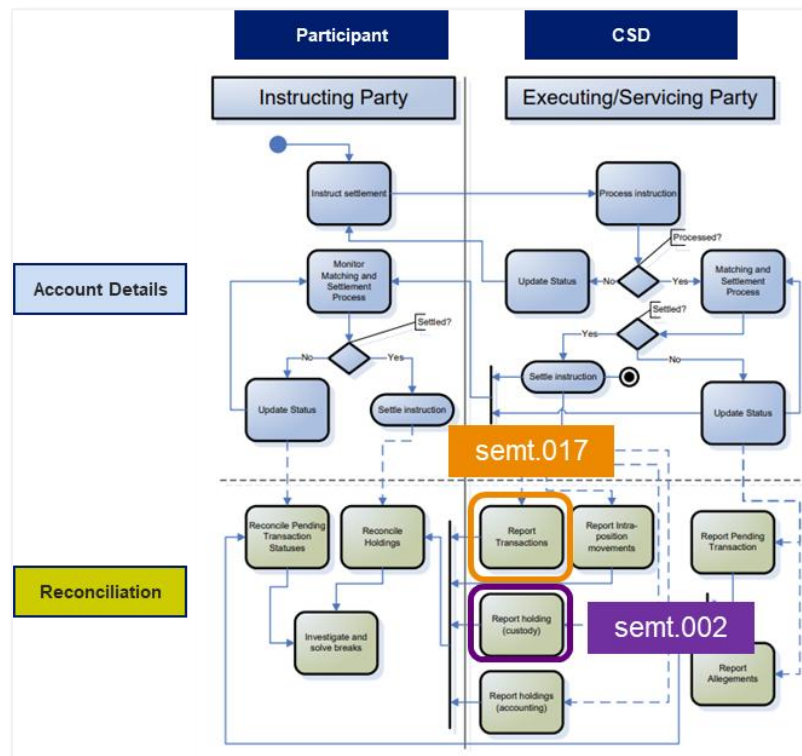 Participant
CSD
Instructing Party
Executing/Servicing Party
Instruct settlement
Process instruction
Processed?
Account Details
Monitor
Matching and
Settlement
Process
Update Status
No
Yes
Matching and
Settlement
Process
Settled?
Settled?
Yes
No
No
Yes
Settle instruction
Update Status
Settle instruction
Update Status
semt.017
Reconcile Pending
Transaction
Statuses
Reconcile
Holdings
Report
Transactions
Report Intra-
position
movements
Report Pending
Transaction
Reconciliation
Investigate and
solve breaks
Report holding
(custody)
semt.002
Report
Allegements
Report holdings
(accounting)